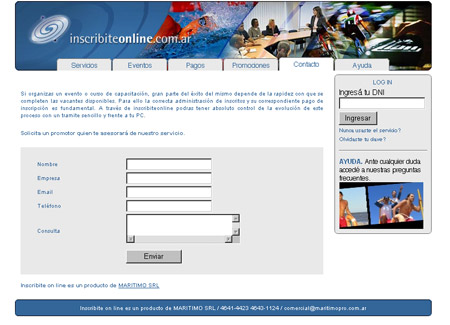 inscribiteonline.com.ar
Servicios Eventos Pagos Promociones Contacto Ayuda
Si organizas un evento o curso de capacitación, gran parte del éxito del mismo depende de la rapidez con que se
completen las vacantes disponibles. Para ello la correcta administración de inscritos y su correspondiente pago de
inscripción es fundamental. A través de inscribiteonline podras tener absoluto control de la evolución de este
proceso con un tramite sencillo y frente a tu PC.
Solicita un promotor quien te asesorará de nuestro servicio.
Nombre
Empresa
Email
Teléfono
Consulta
Enviar
Inscribite on line es un producto de MARITIMO SRL
LOG IN
Ingresá tu DNI
Ingresar
Nunca usaste el servicio?
Olvidaste tu clave?
AYUDA. Ante cualquier duda
accedé a nuestras preguntas
frecuentes.
Inscribite on line es un producto de MARITIMO SRL / 4641-4423 4643-1124 / comercial@maritimopro.com.ar